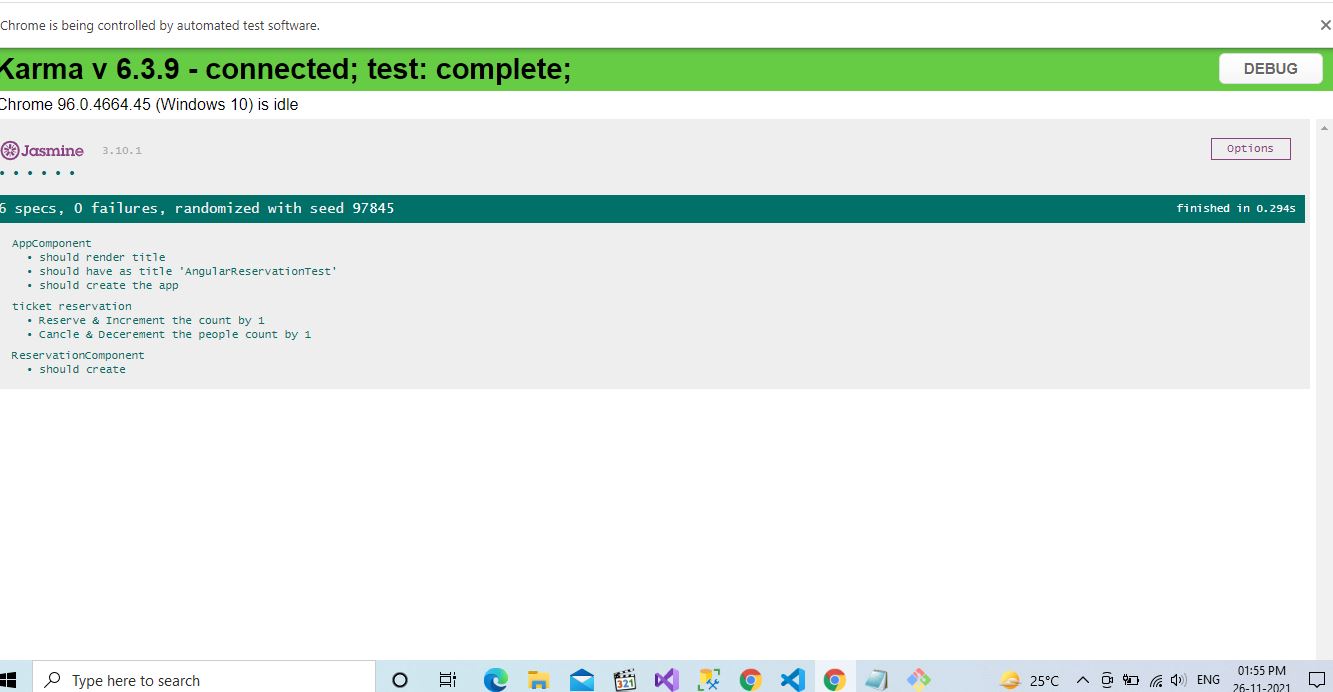 Chrome is being controlled by automated test software.
Karma v 6.3.9 - connected; test: complete;
DEBUG
Chrome 96.0.4664.45 (Windows 10) is idle
Jasmine 3.10.1
Options
6 specs, 0 failures, randomized with seed 97845
finished in 0.294s
AppComponent
• should render title
• should have as title 'AngularReservationTest'
• should create the app
ticket reservation
• Reserve & Increment the count by 1
• Cancle & Decerement the people count by 1
ReservationComponent
• should create
Type here to search
321
25°C
ENG
01:55 PM
26-11-2021